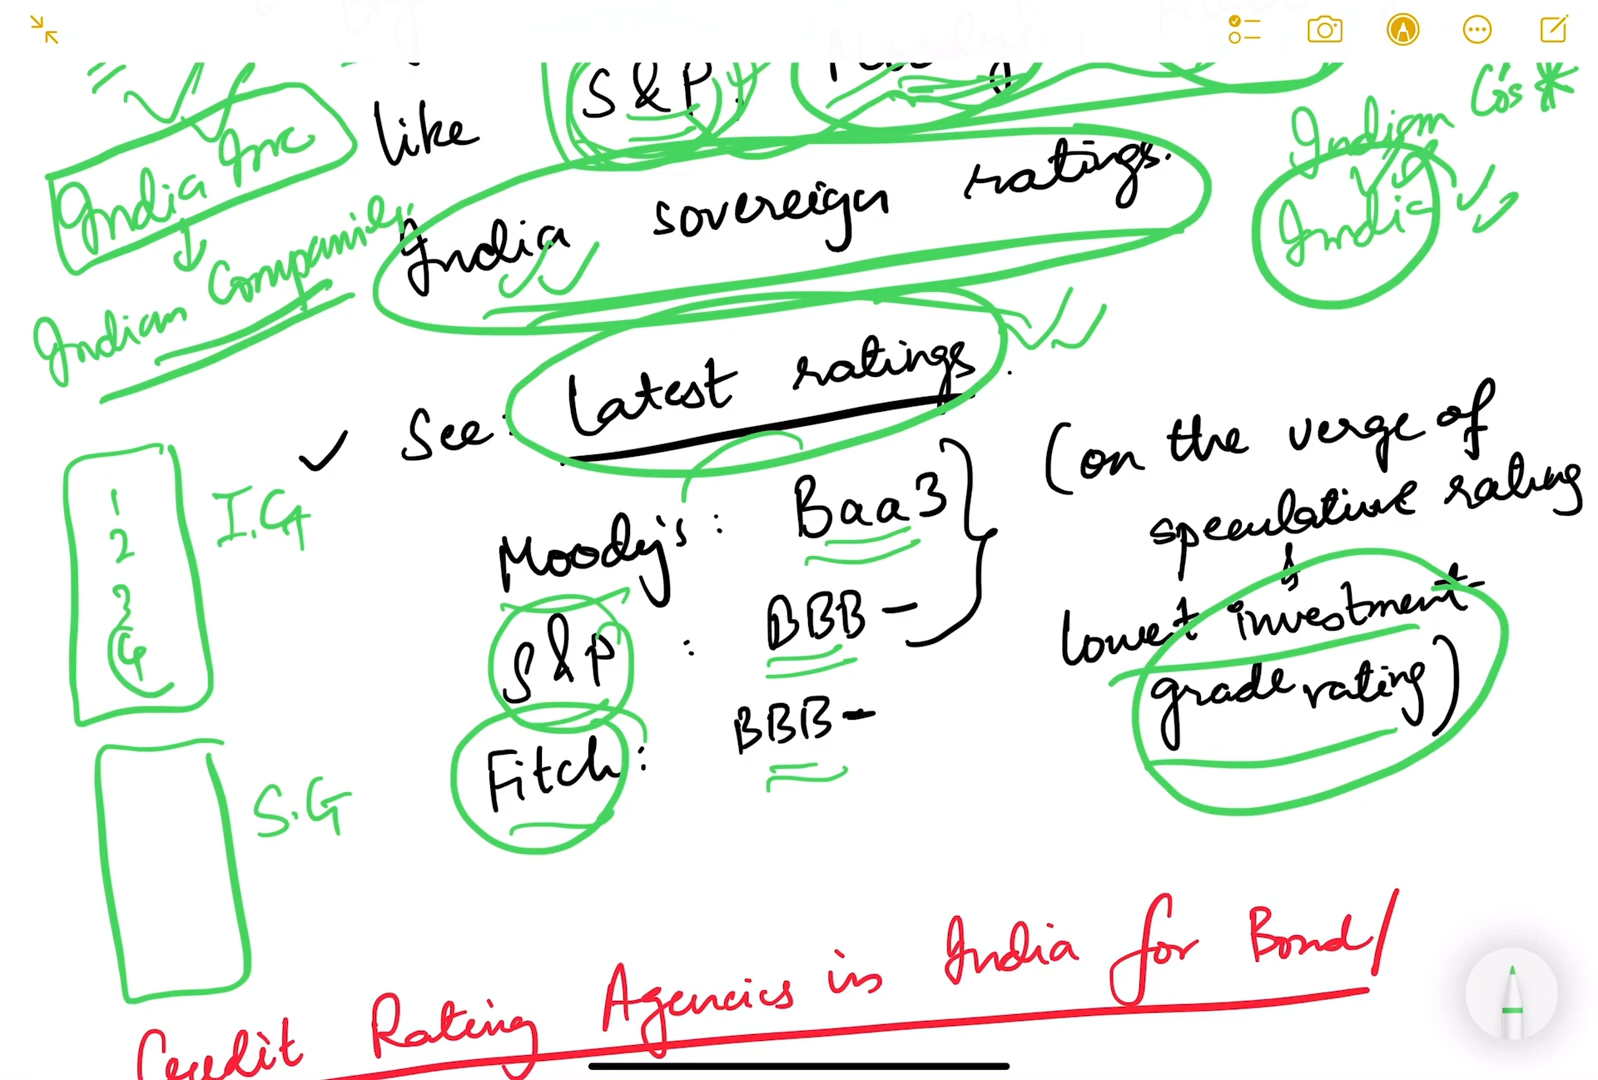 like S&P,
Indian Co's *
India Inc
India
India sovereign ratings.
Indian Companies
✓ See: latest ratings.
Moody's: Baa3
S&P: BBB-
Fitch: BBB-
(on the verge of
speculative rating
lowest investment
grade rating)
1
2
3
4
I.G
S.G
Credit Rating Agencies in India for Bond/